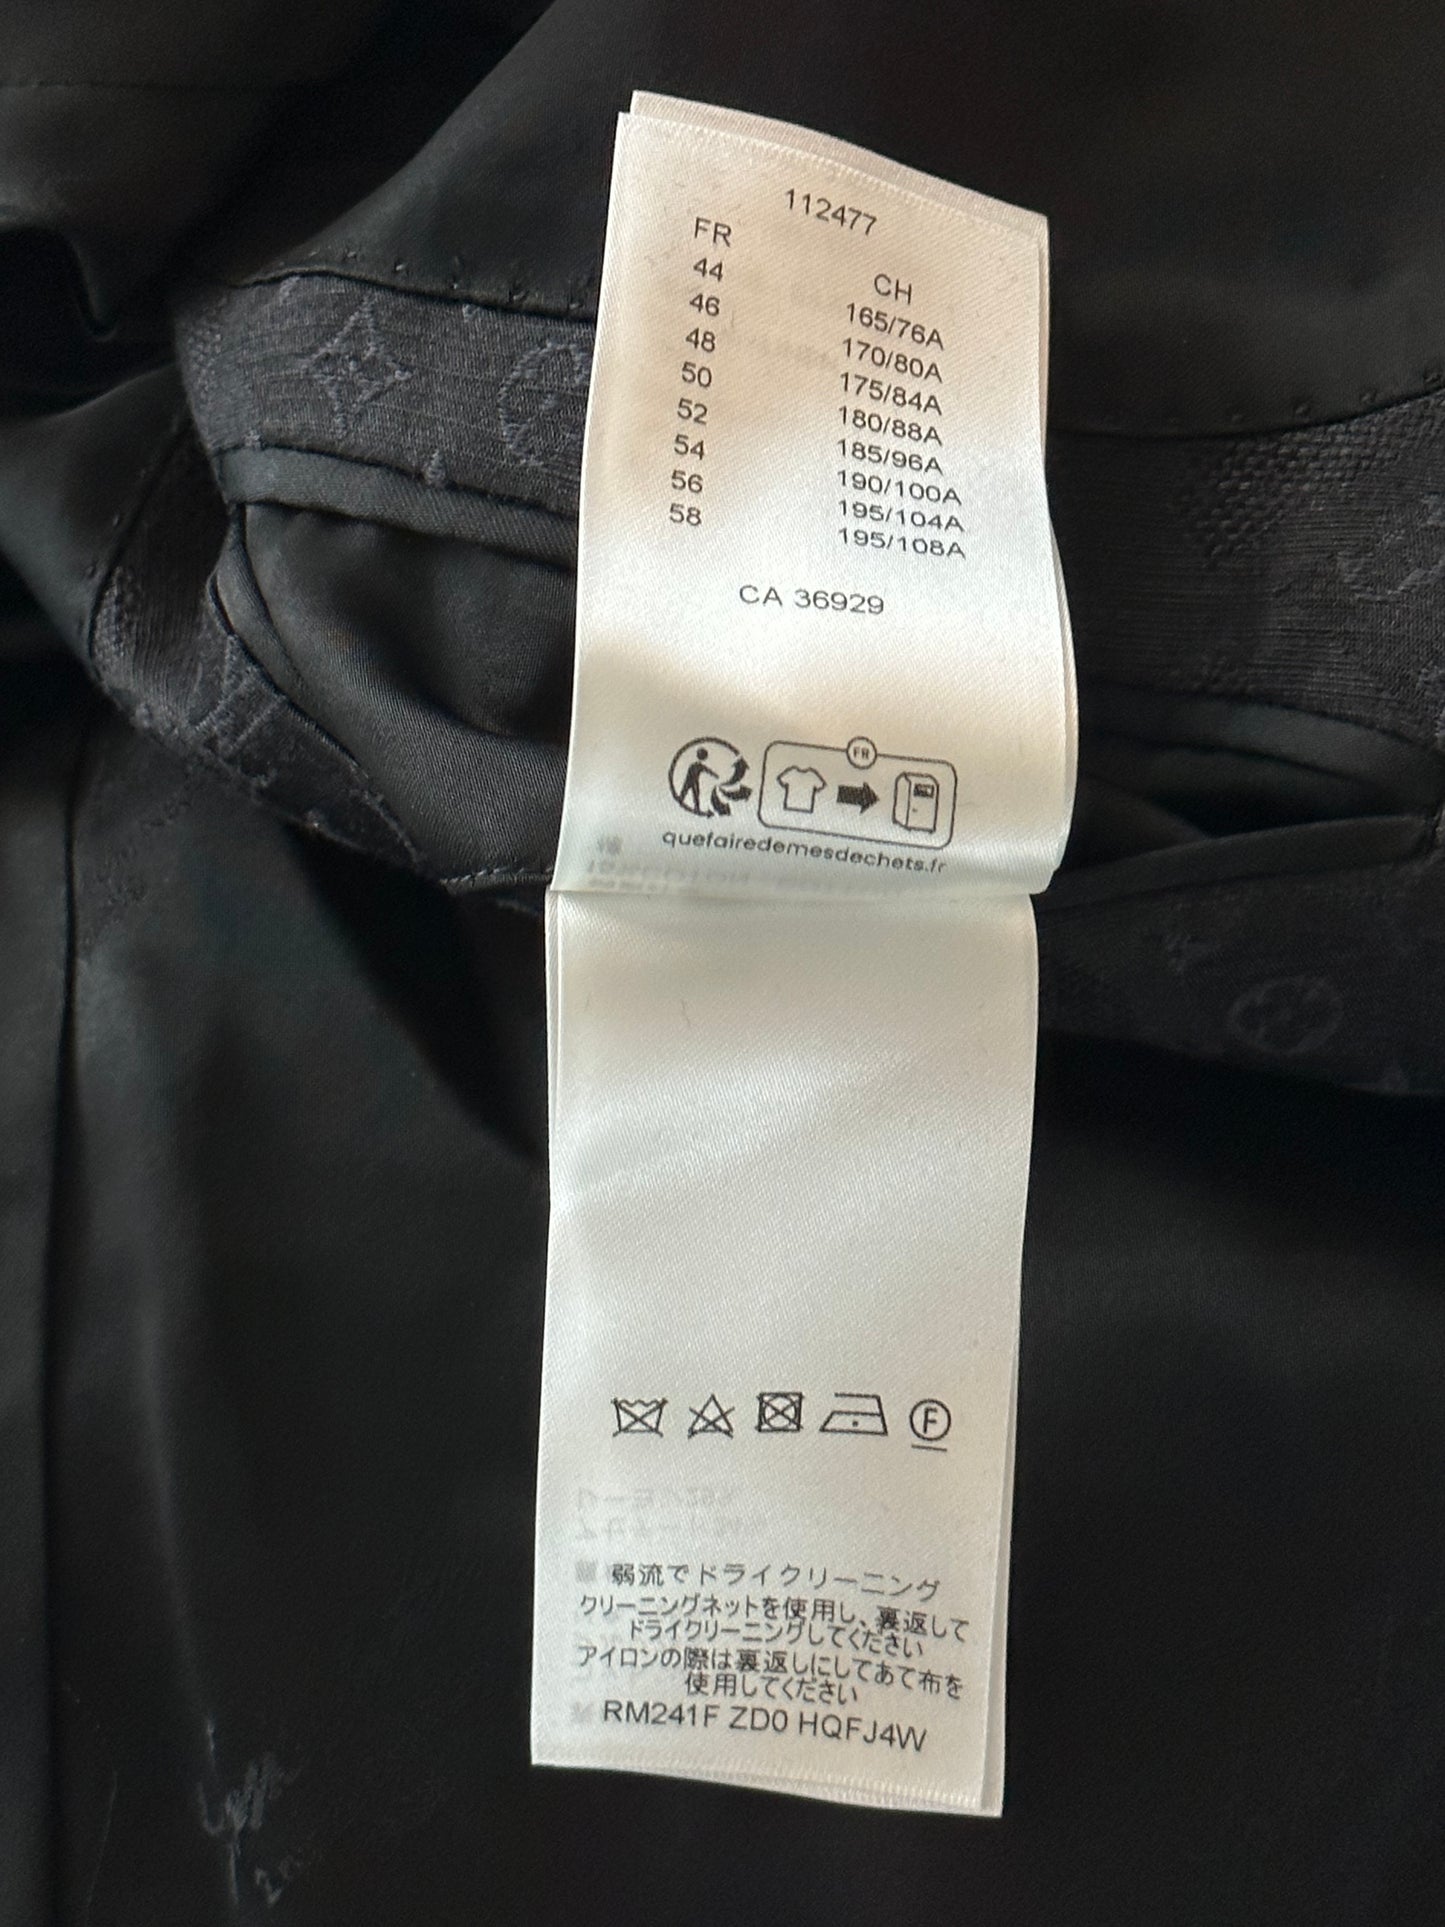 112477
FR CH
44 165/76A
46 170/80A
48 175/84A
50 180/88A
52 185/96A
54 190/100A
56 195/104A
58 195/108A
CA 36929
FR
quefairedemesdechets.fr
F
弱流でドライクリーニング
クリーニングネットを使用し、裏返して
ドライクリーニングしてください
アイロンの際は裏返しにしてあて布を
使用してください
RM241F ZD0 HQFJ4W